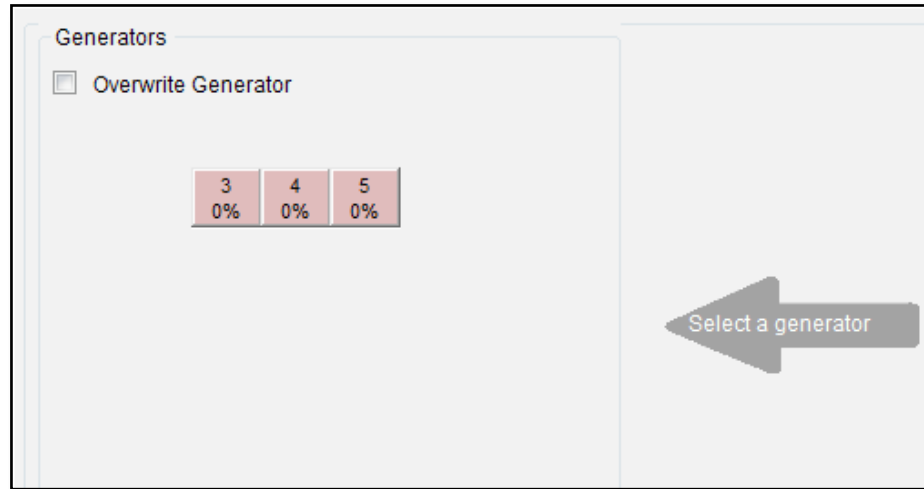 Generators
Overwrite Generator
3 4 5
0% 0% 0%
Select a generator